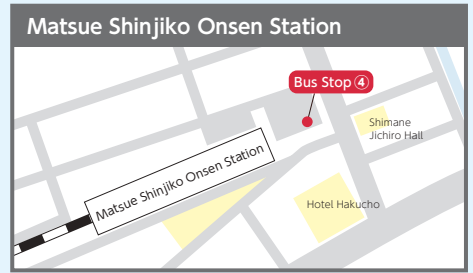 Matsue Shinjiko Onsen Station
Bus Stop ④
Shimane
Jichiro Hall
Matsue Shinjiko Onsen Station
Hotel Hakucho